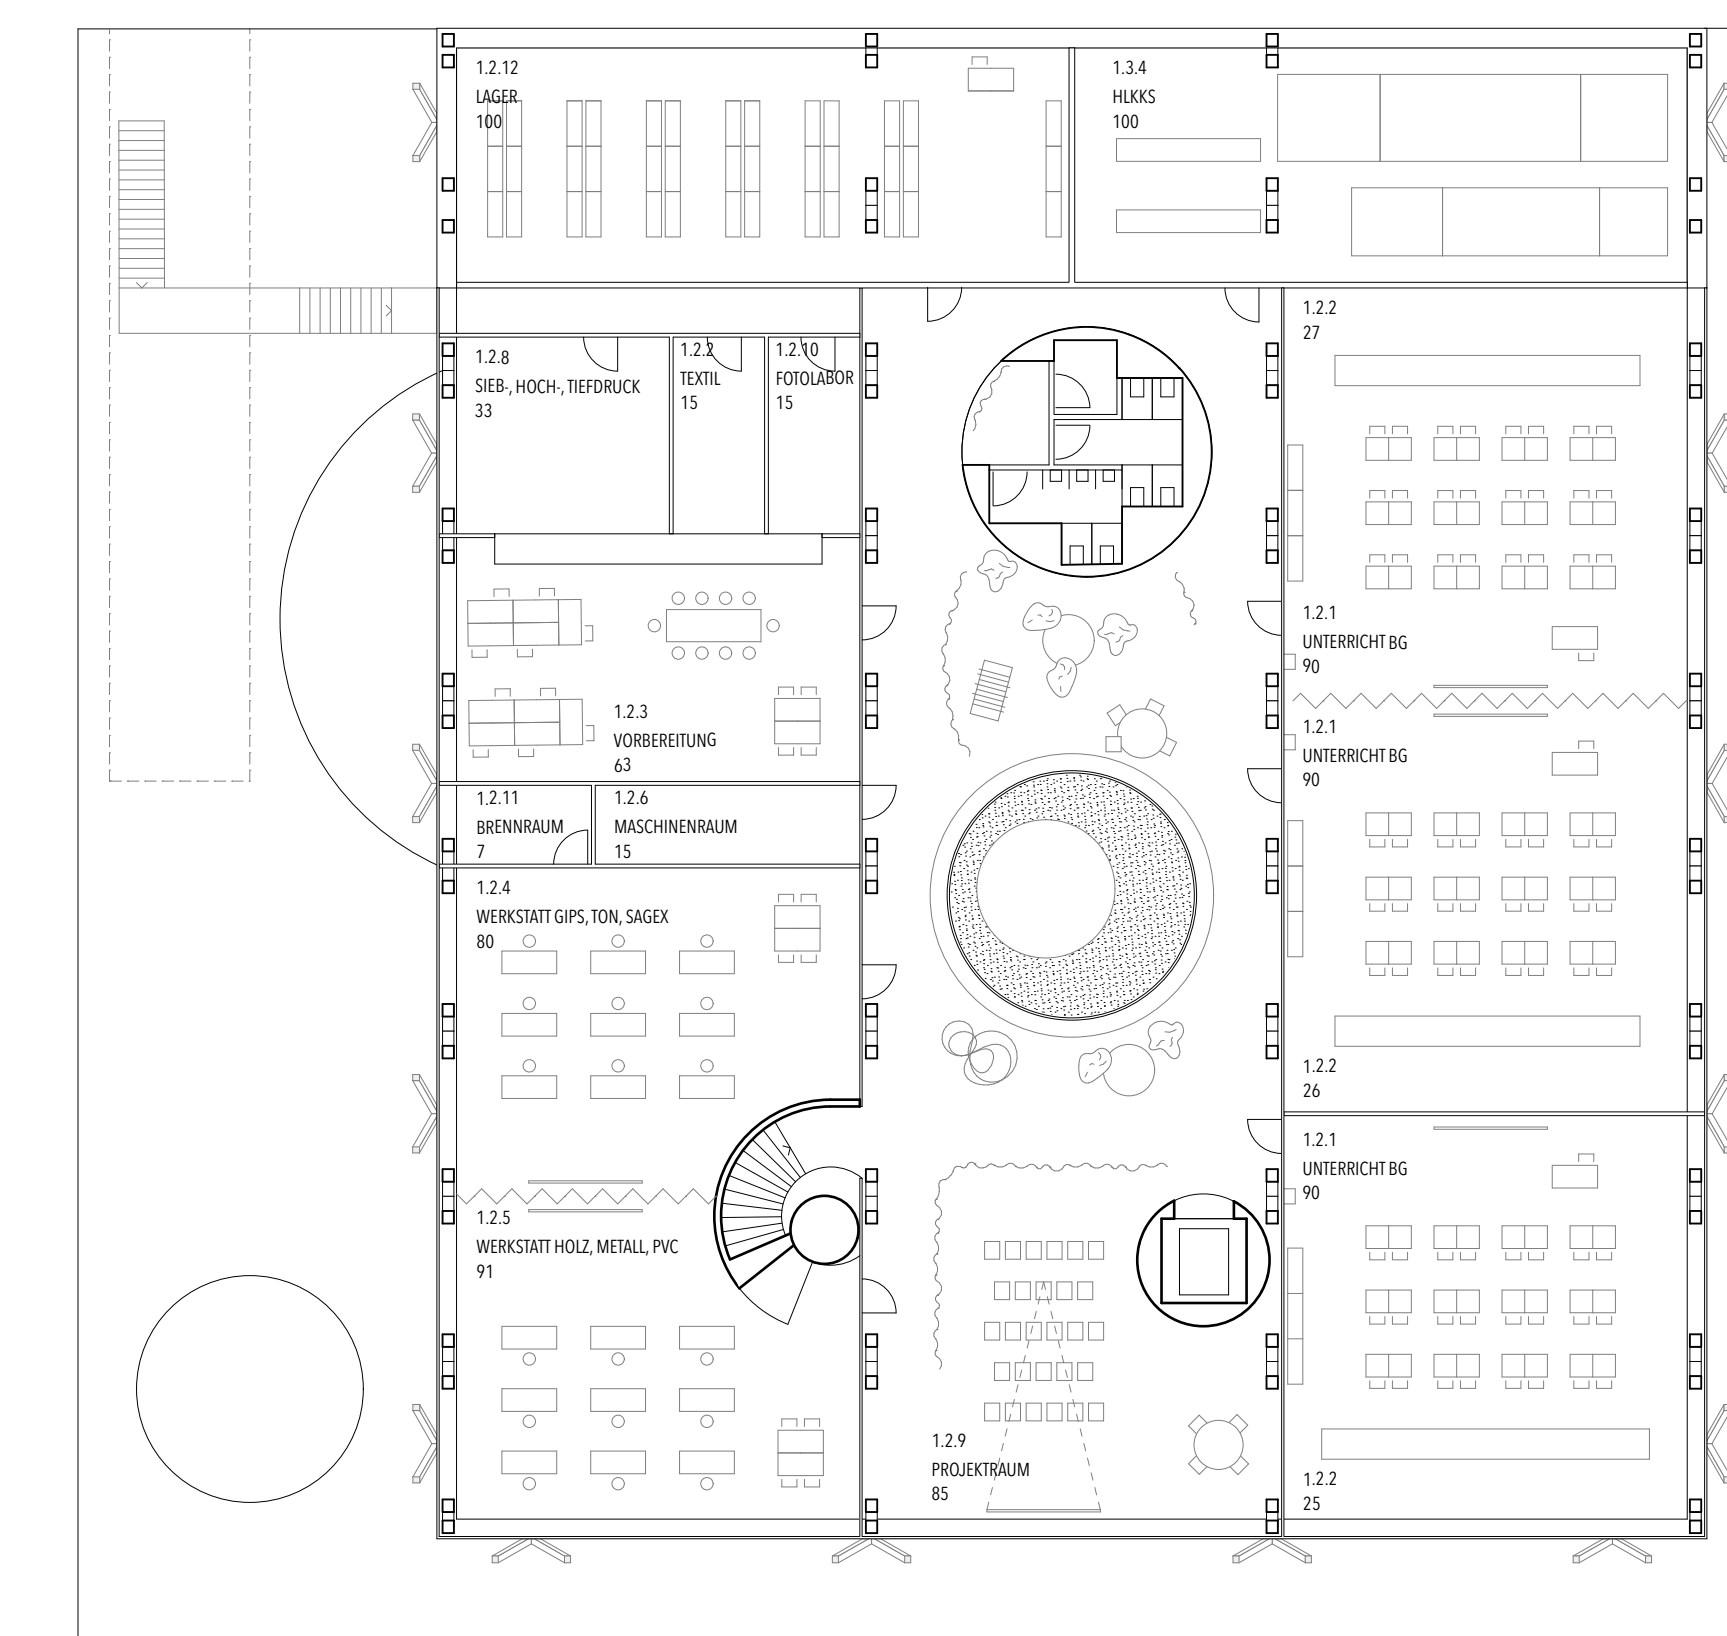 1.2.12
LAGER
100
1.3.4
HLKKS
100
1.2.2
27
1.2.8
SIEB-, HOCH-, TIEFDRUCK
33
1.2.2
TEXTIL
15
1.2.10
FOTOLABOR
15
1.2.1
UNTERRICHT BG
90
1.2.3
VORBEREITUNG
63
1.2.1
UNTERRICHT BG
90
1.2.11
BRENNRAUM
7
1.2.6
MASCHINENRAUM
15
1.2.4
WERKSTATT GIPS, TON, SAGEX
80
1.2.2
26
1.2.1
UNTERRICHT BG
90
1.2.5
WERKSTATT HOLZ, METALL, PVC
91
1.2.9
PROJEKTRAUM
85
1.2.2
25